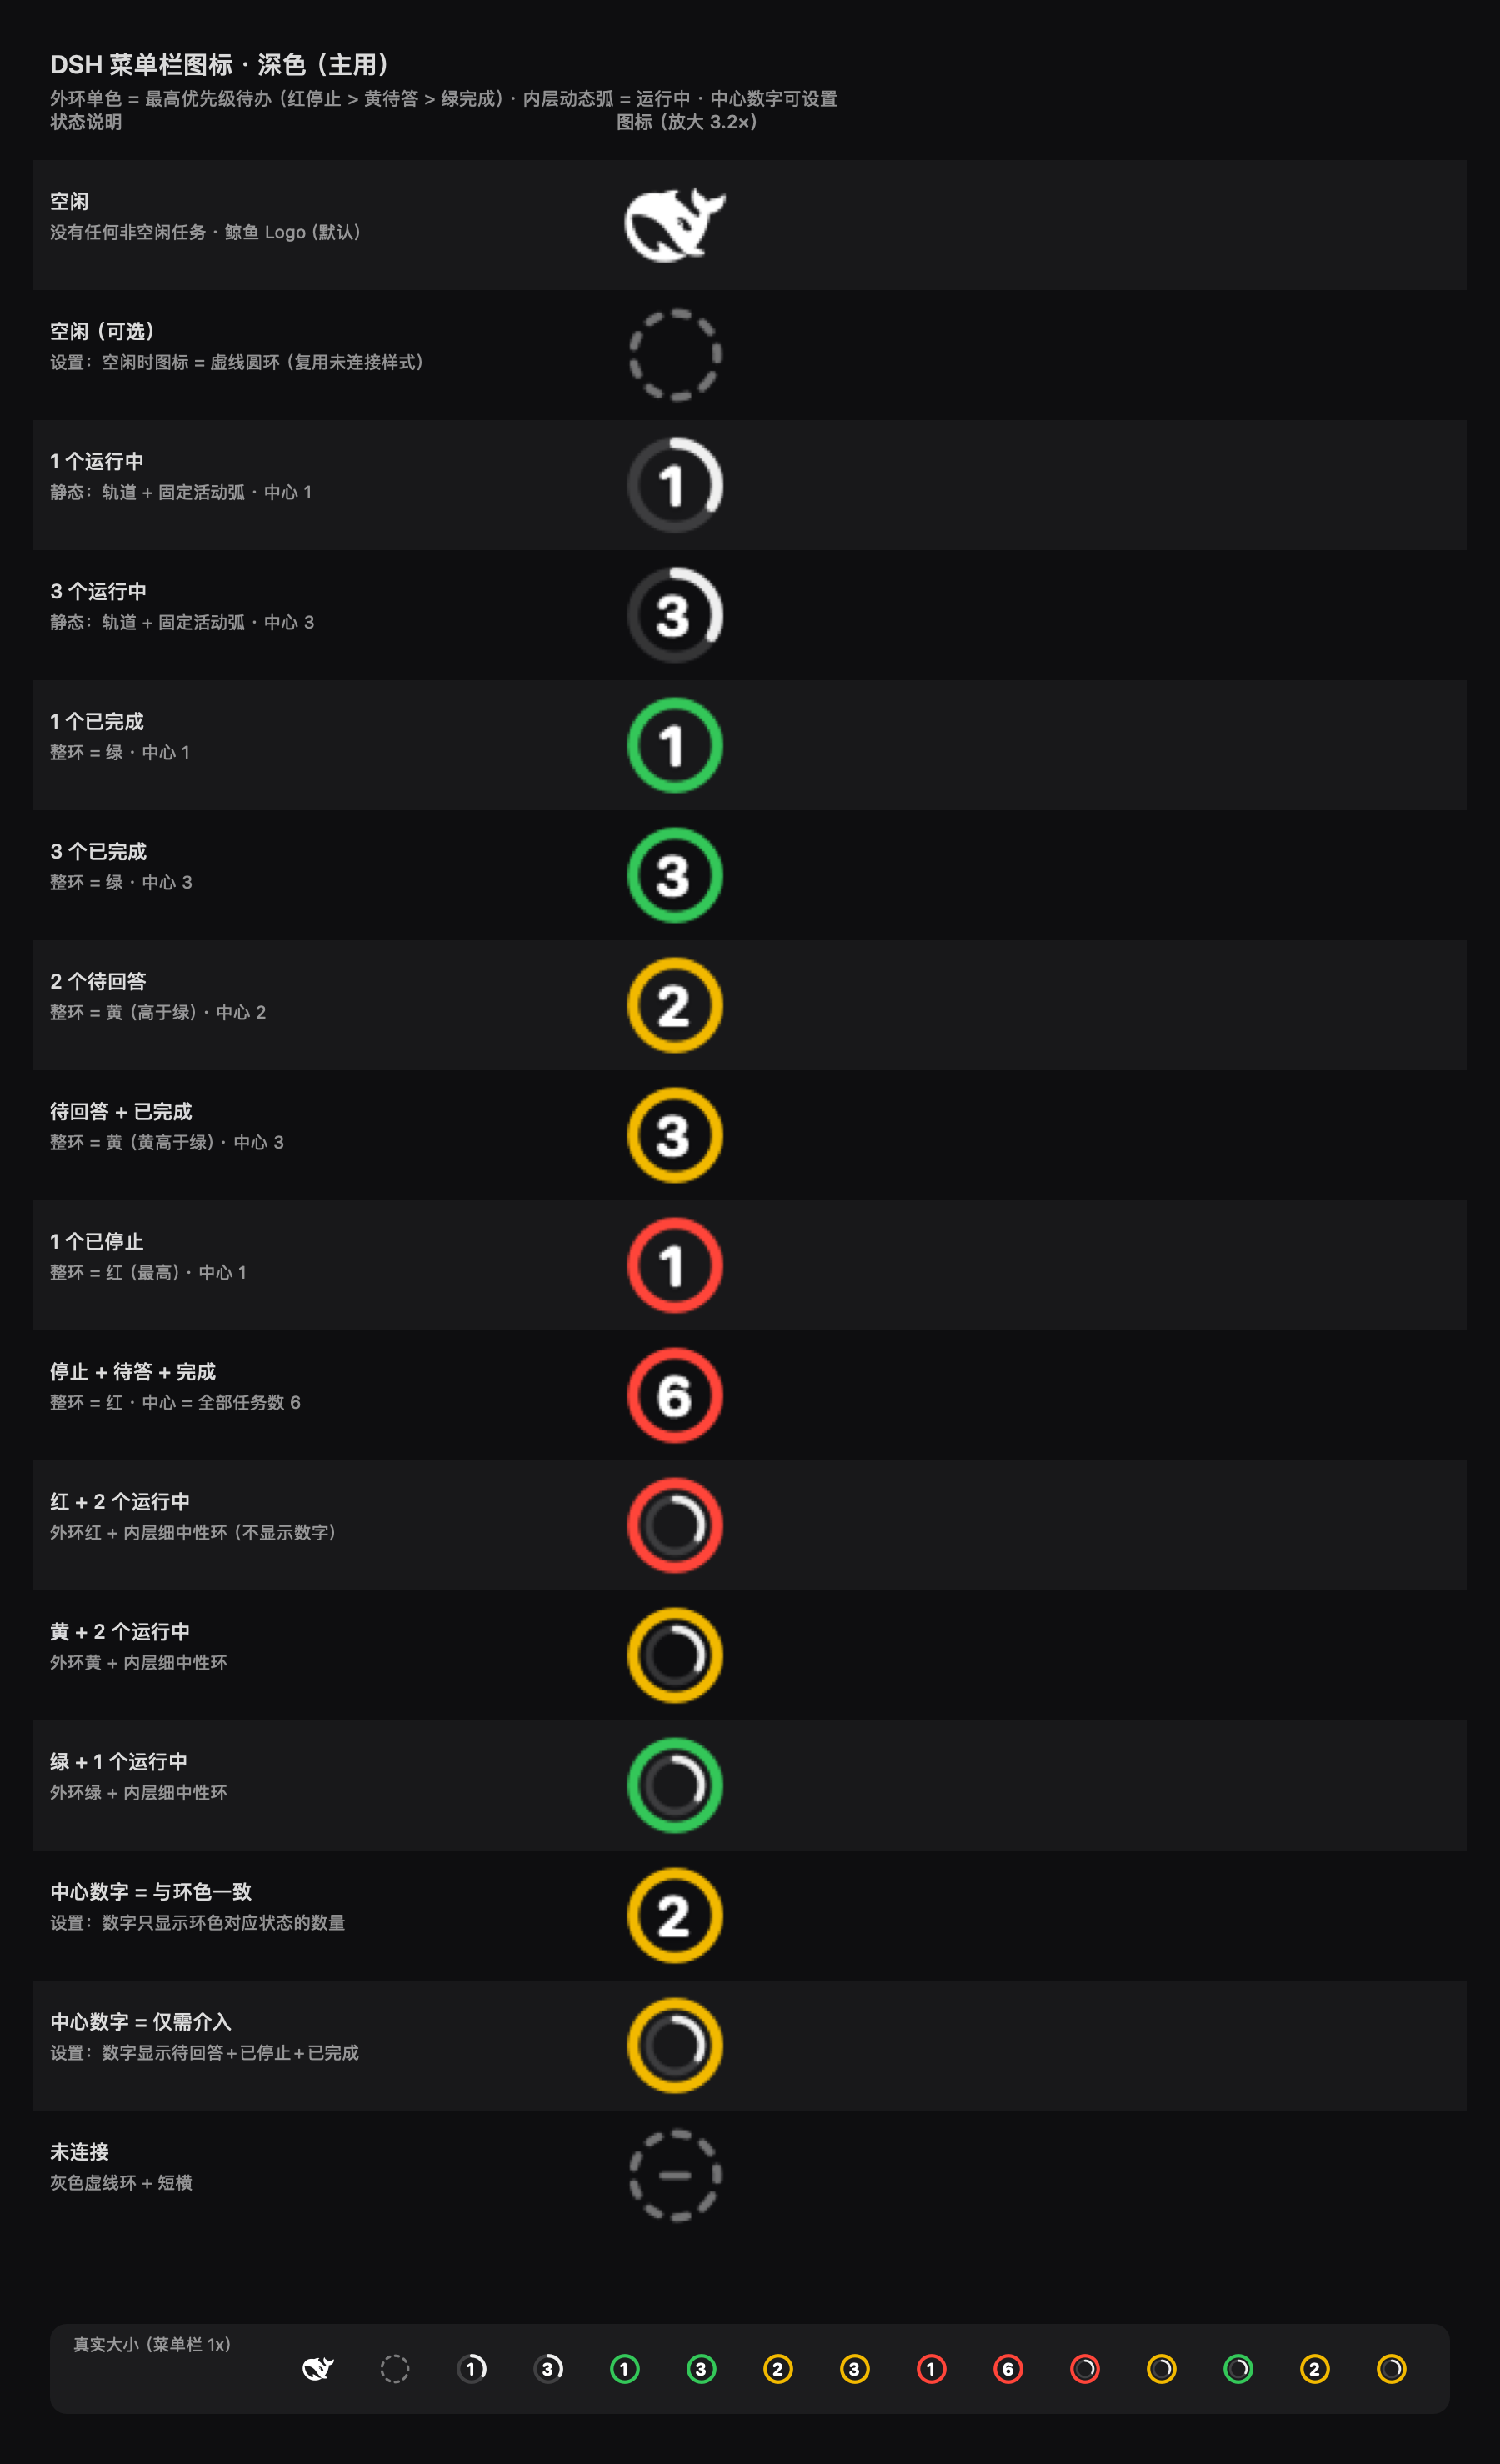 DSH 菜单栏图标 · 深色（主用）
外环单色 = 最高优先级待办（红停止 > 黄待答 > 绿完成）· 内层动态弧 = 运行中 · 中心数字可设置
状态说明
图标（放大 3.2×）
空闲
没有任何非空闲任务 · 鲸鱼 Logo（默认）
空闲（可选）
设置：空闲时图标 = 虚线圆环（复用未连接样式）
1 个运行中
静态：轨道 + 固定活动弧 · 中心 1
1
3 个运行中
静态：轨道 + 固定活动弧 · 中心 3
3
1 个已完成
整环 = 绿 · 中心 1
1
3 个已完成
整环 = 绿 · 中心 3
3
2 个待回答
整环 = 黄（高于绿）· 中心 2
2
待回答 + 已完成
整环 = 黄（黄高于绿）· 中心 3
3
1 个已停止
整环 = 红（最高）· 中心 1
1
停止 + 待答 + 完成
整环 = 红 · 中心 = 全部任务数 6
6
红 + 2 个运行中
外环红 + 内层细中性环（不显示数字）
黄 + 2 个运行中
外环黄 + 内层细中性环
绿 + 1 个运行中
外环绿 + 内层细中性环
中心数字 = 与环色一致
设置：数字只显示环色对应状态的数量
2
中心数字 = 仅需介入
设置：数字显示待回答+已停止+已完成
未连接
灰色虚线环 + 短横
真实大小（菜单栏 1x）
1 3 1 3 2 3 1 6 2